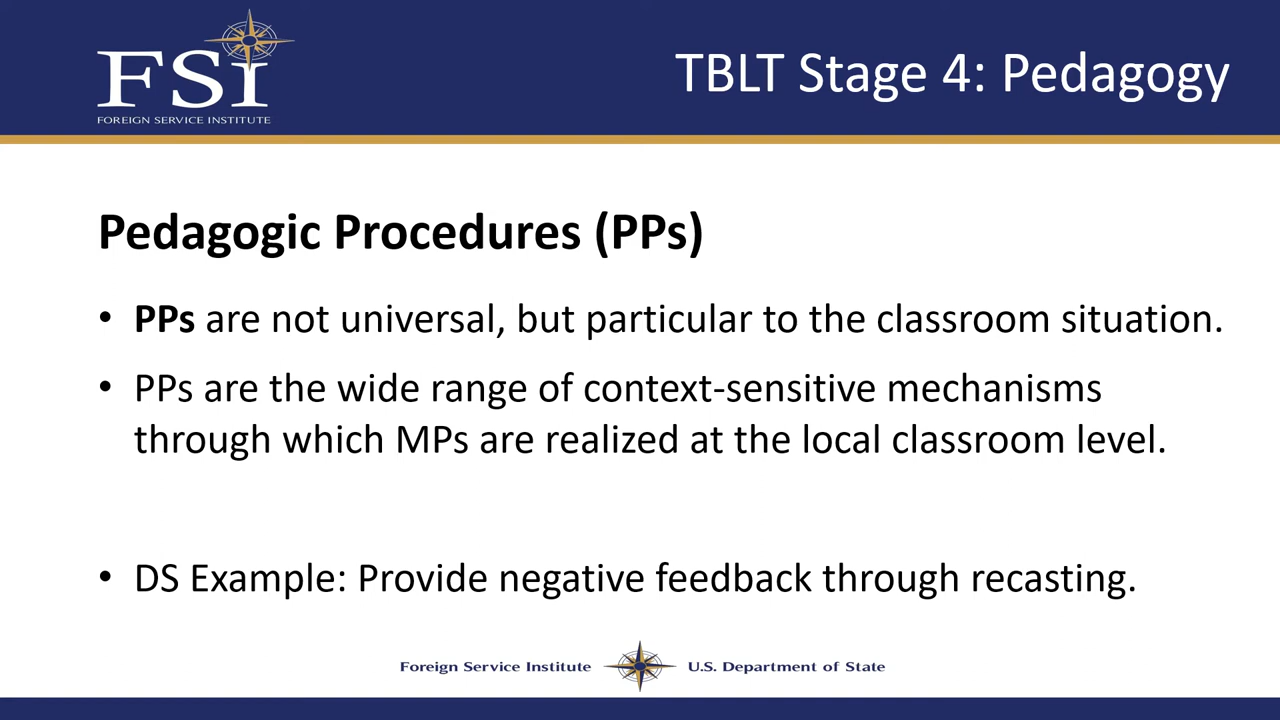 FSI
FOREIGN SERVICE INSTITUTE
TBLT Stage 4: Pedagogy
Pedagogic Procedures (PPs)
• PPs are not universal, but particular to the classroom situation.
• PPs are the wide range of context-sensitive mechanisms
through which MPs are realized at the local classroom level.
• DS Example: Provide negative feedback through recasting.
Foreign Service Institute U.S. Department of State